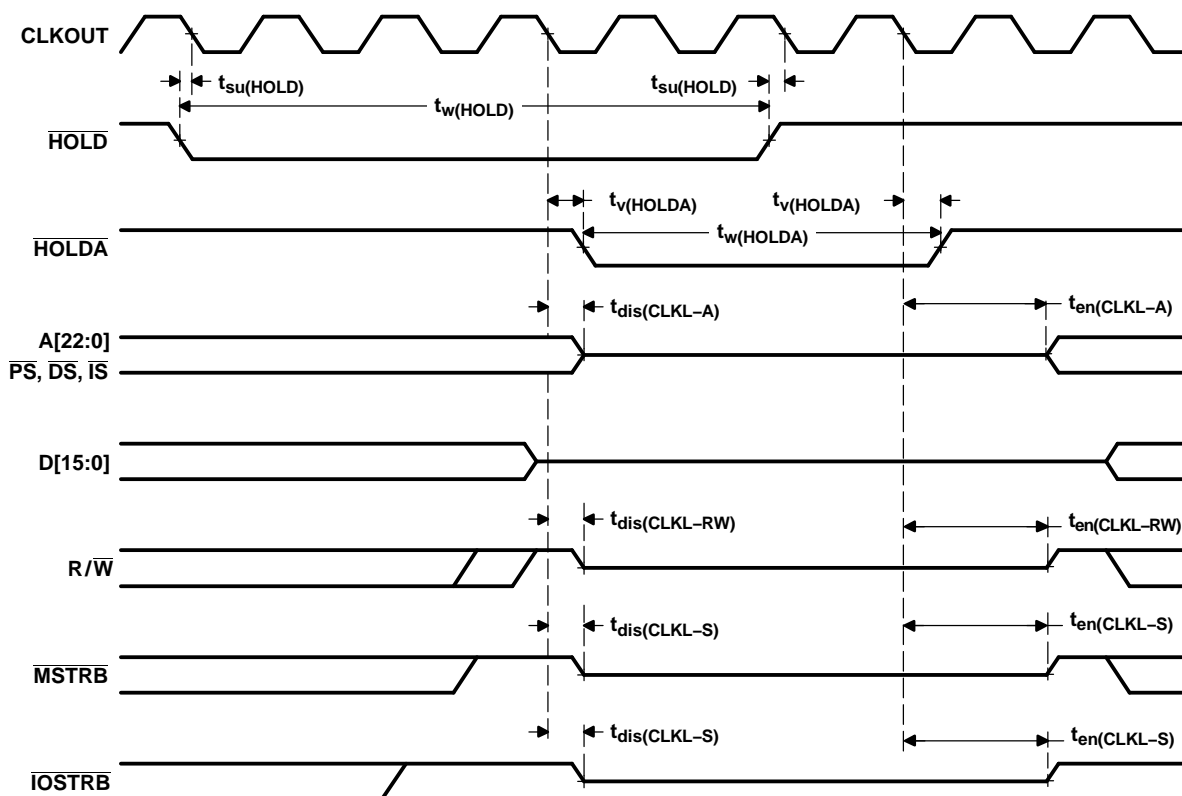 CLKOUT
tsu(HOLD)
tsu(HOLD)
tw(HOLD)
HOLD
tv(HOLDA)
tv(HOLDA)
tw(HOLDA)
HOLDA
tdis(CLKL–A)
ten(CLKL–A)
A[22:0]
PS, DS, IS
D[15:0]
tdis(CLKL–RW)
ten(CLKL–RW)
R/W
tdis(CLKL–S)
ten(CLKL–S)
MSTRB
tdis(CLKL–S)
ten(CLKL–S)
IOSTRB